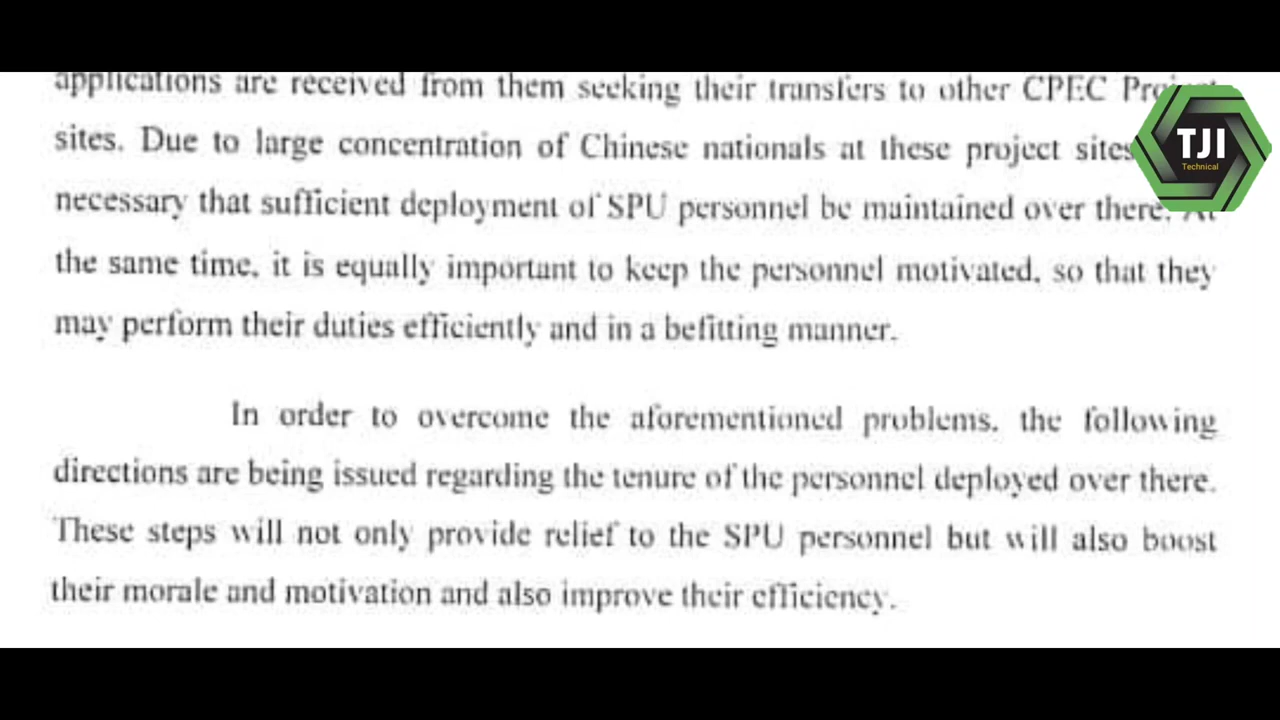 applications are received from them seeking their transfers to other CPEC
sites. Due to large concentration of Chinese nationals at these project sites
necessary that sufficient deployment of SPU personnel be maintained over there. At
the same time, it is equally important to keep the personnel motivated, so that they
may perform their duties efficiently and in a befitting manner.
In order to overcome the aforementioned problems, the following
directions are being issued regarding the tenure of the personnel deployed over there.
These steps will not only provide relief to the SPU personnel but will also boost
their morale and motivation and also improve their efficiency.
TJI
Technical